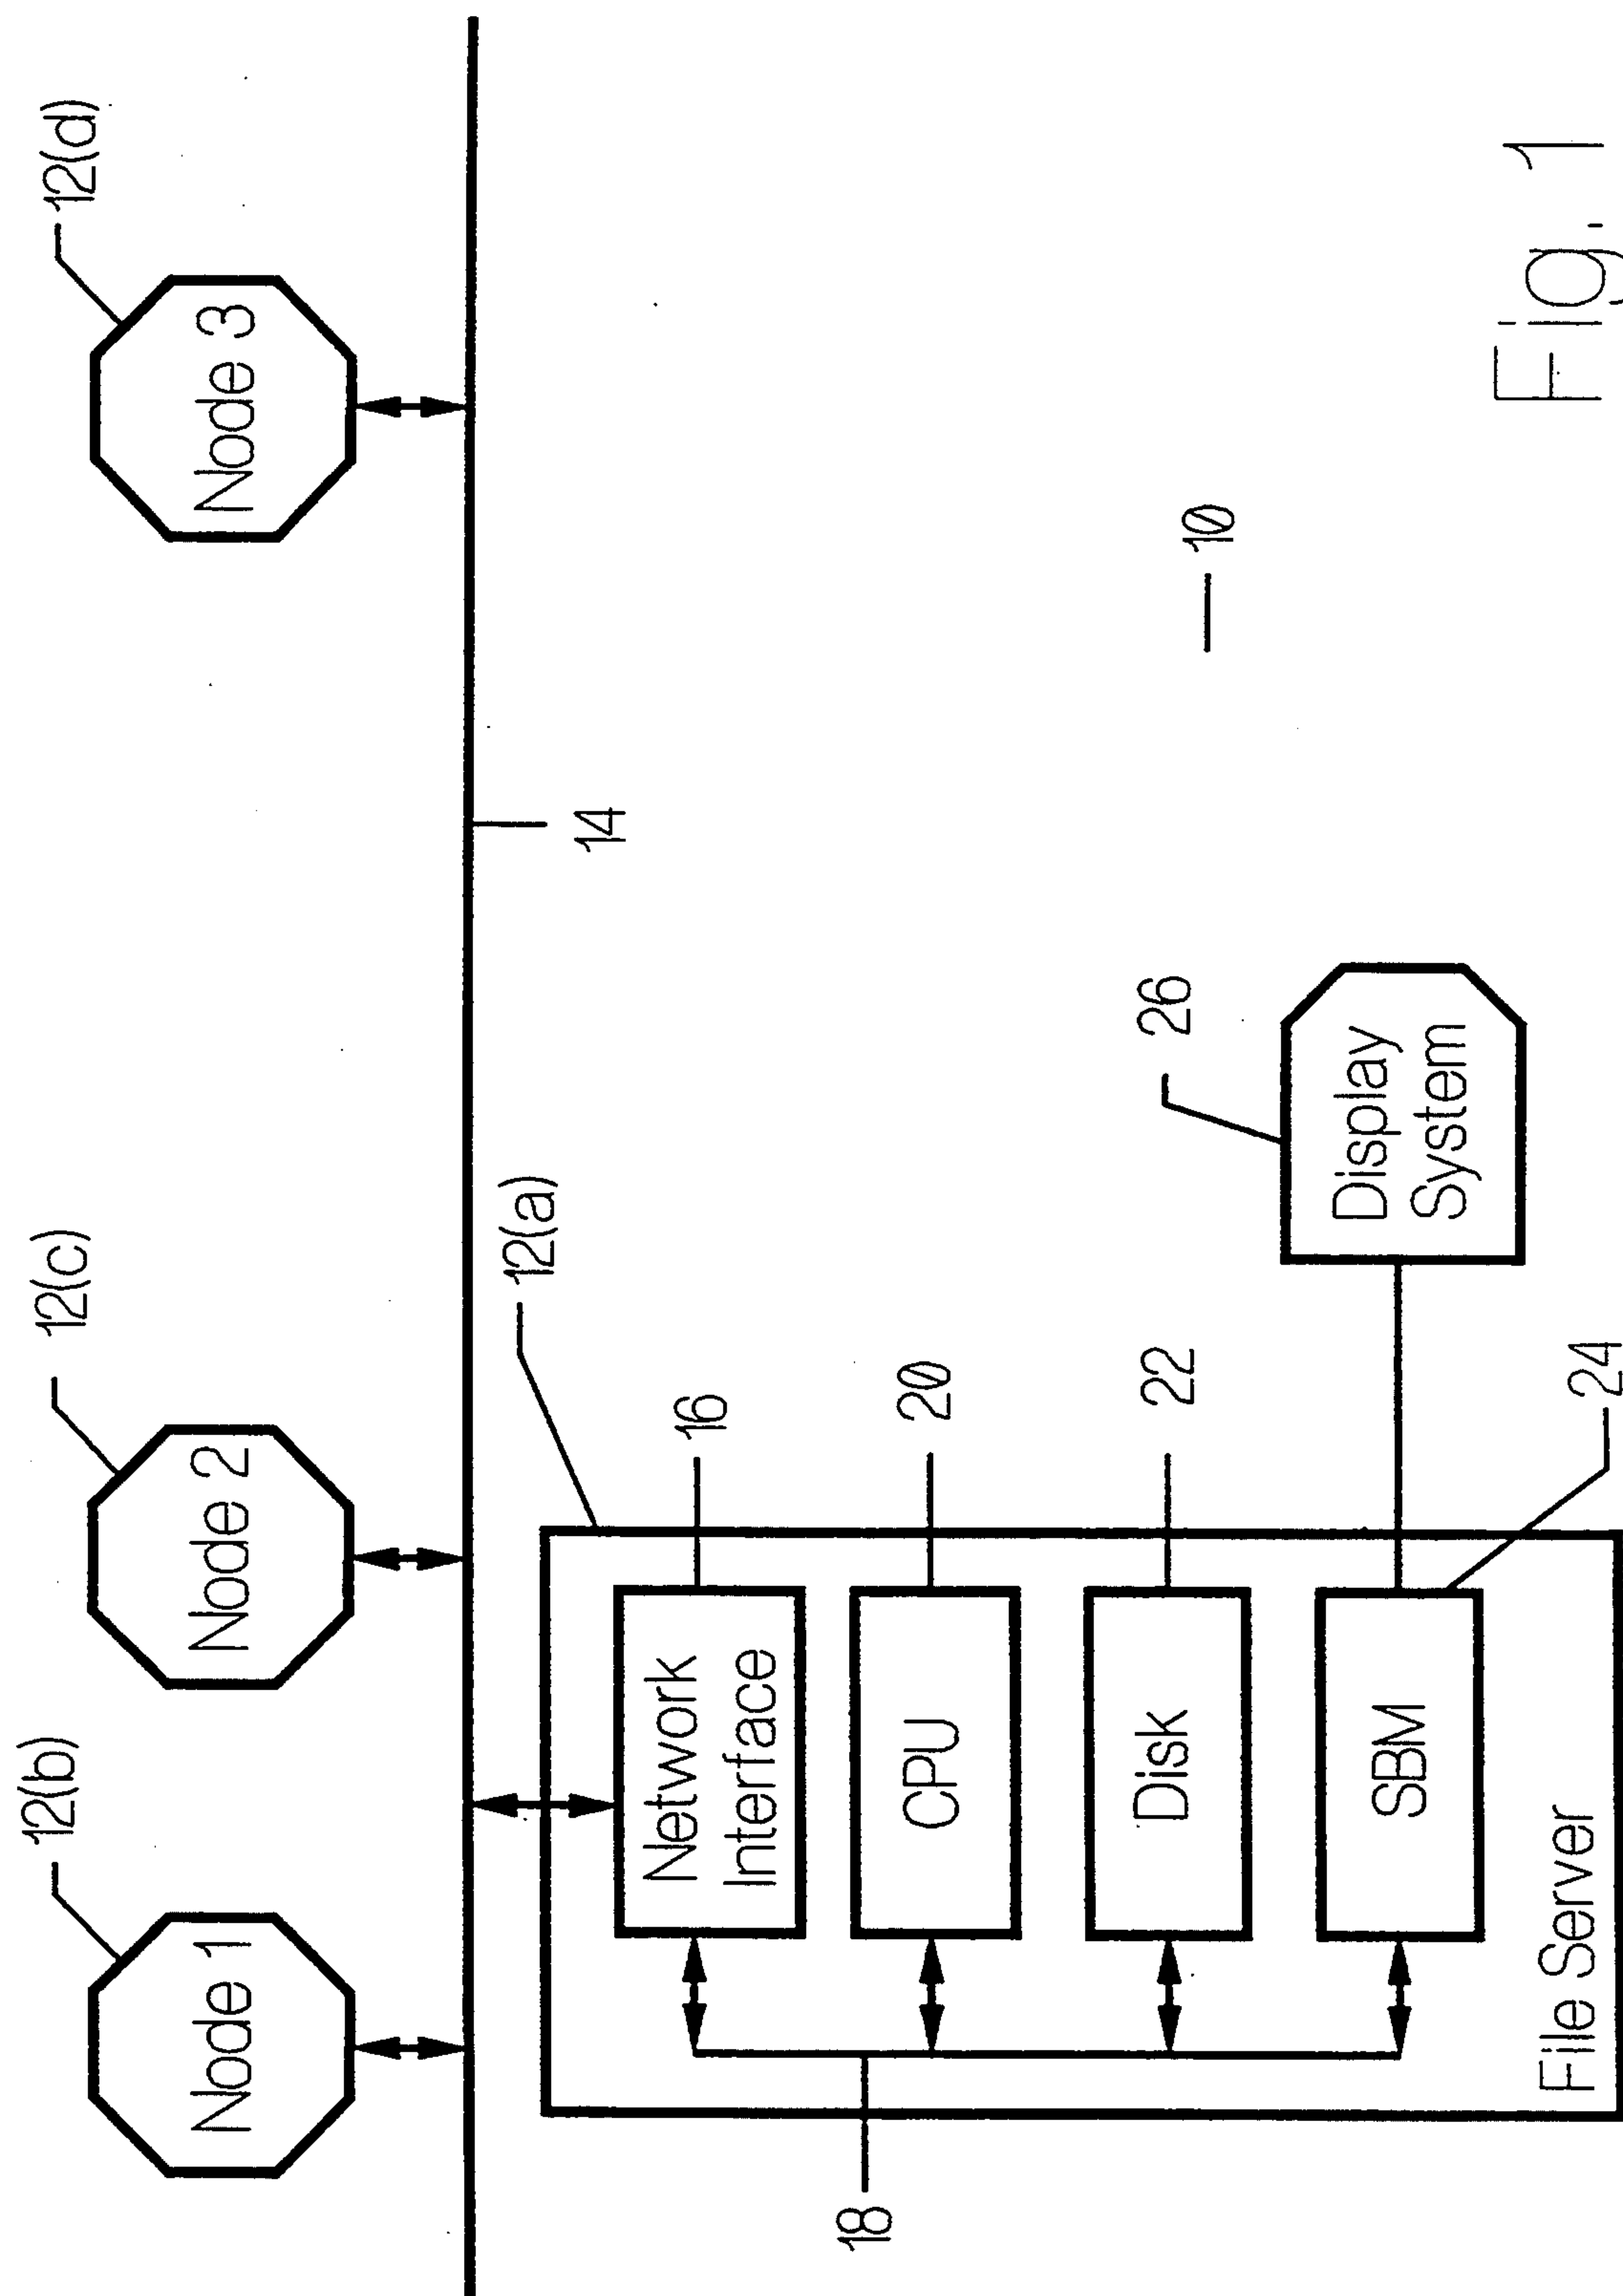 12(b)
12(c)
12(d)
Node 1
Node 2
Node 3
14
12(a)
Network
Interface
16
18
CPU
20
Disk
22
26
10
SBM
Display
System
24
File Server
Fig. 1